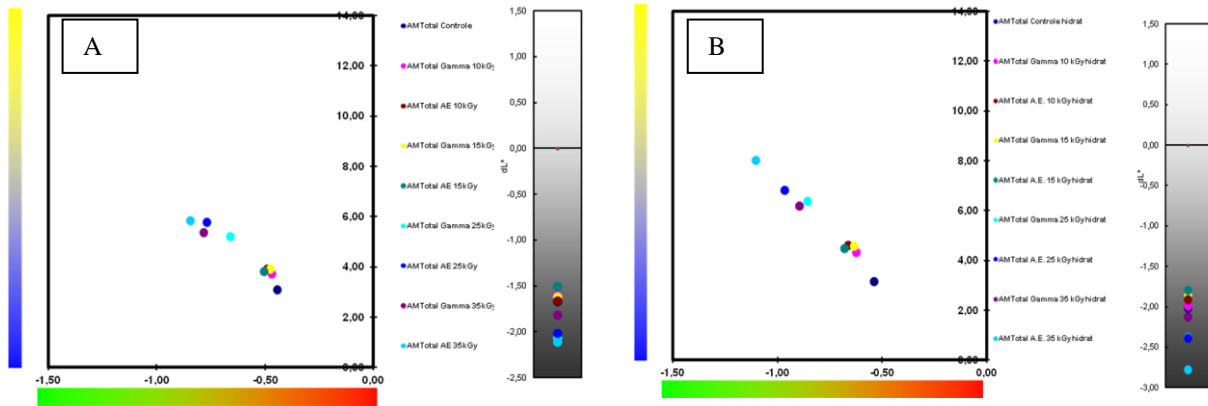 A
14,00
12,00
10,00
8,00
6,00
4,00
2,00
0,00
-1,50
-1,00
-0,50
0,00
AMTotal Controle
AMTotal Gamma 10kGy
AMTotal AE 10kGy
AMTotal Gamma 15kGy
AMTotal AE 15kGy
AMTotal Gamma 25kGy
AMTotal AE 25kGy
AMTotal Gamma 35kGy
AMTotal AE 35kGy
1,50
1,00
0,50
0,00
dL*
-0,50
-1,00
-1,50
-2,00
-2,50
B
14,00
12,00
10,00
8,00
6,00
4,00
2,00
0,00
-1,50
-1,00
-0,50
0,00
AMTotal Controle hidrat
AMTotal Gamma 10 kGy hidrat
AMTotal A.E. 10 kGy hidrat
AMTotal Gamma 15 kGy hidrat
AMTotal A.E. 15 kGy hidrat
AMTotal Gamma 25 kGy hidrat
AMTotal A.E. 25 kGy hidrat
AMTotal Gamma 35 kGy hidrat
AMTotal A.E. 35 kGy hidrat
1,50
1,00
0,50
0,00
dL*
-0,50
-1,00
-1,50
-2,00
-2,50
-3,00